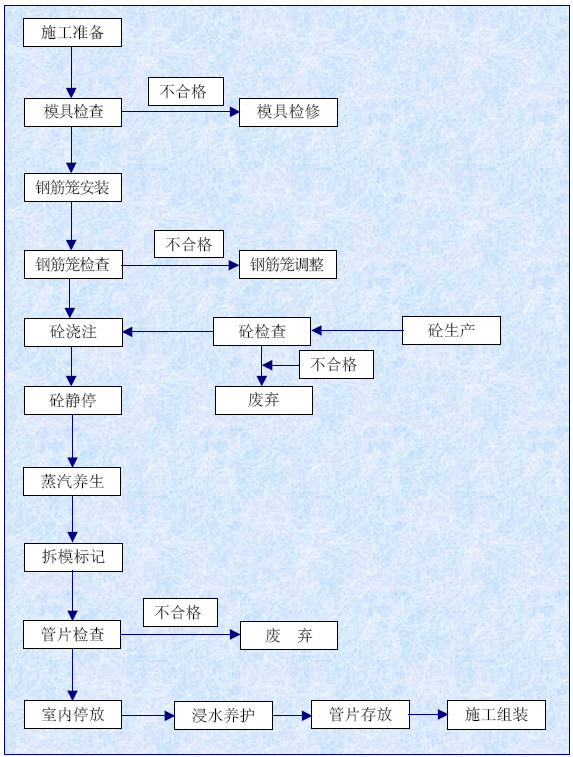 施工准备
不合格
模具检查
模具检修
钢筋笼安装
不合格
钢筋笼检查
钢筋笼调整
砼浇注
砼检查
砼生产
不合格
砼静停
废弃
蒸汽养生
拆模标记
不合格
管片检查
废 弃
室内停放
浸水养护
管片存放
施工组装